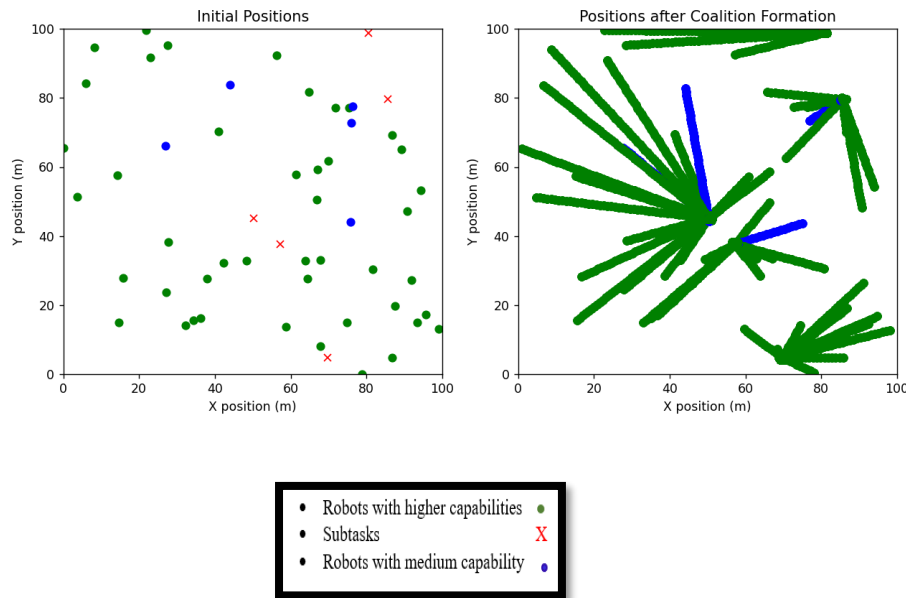 Initial Positions
100
80
60
40
20
0
Y position (m)
0 20 40 60 80 100
X position (m)
Positions after Coalition Formation
100
80
60
40
20
0
Y position (m)
0 20 40 60 80 100
X position (m)
• Robots with higher capabilities
• Subtasks X
• Robots with medium capability